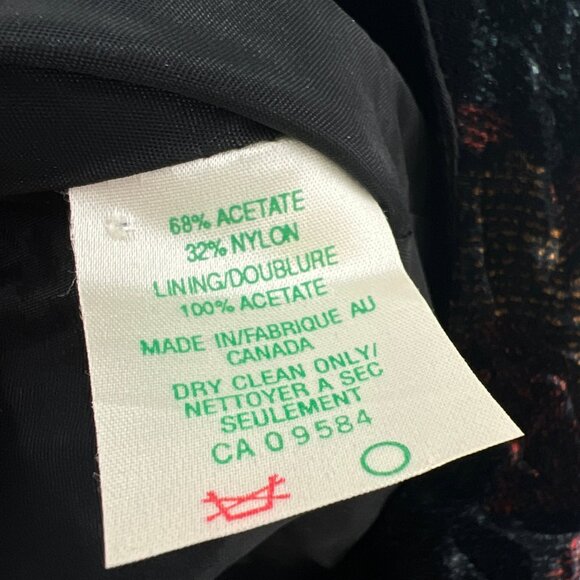 68% ACETATE
32% NYLON
LINING/DOUBLURE
100% ACETATE
MADE IN/FABRIQUE AU
CANADA
DRY CLEAN ONLY/
NETTOYER A SEC
SEULEMENT
CA 09584